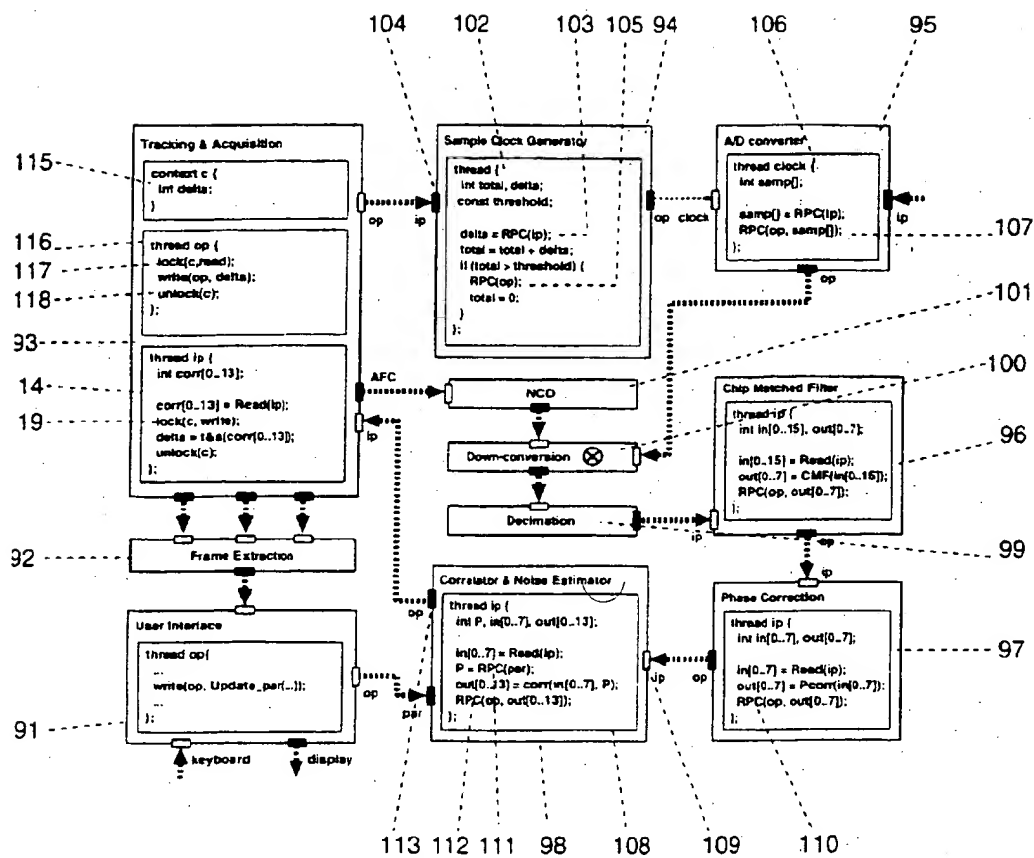 104 102 103 105 94 106 95
Tracking & Acquisition
115
context c {
int delta;
}
116
117
118
thread op {
lock(c,read);
write(op, delta);
unlock(c);
};
93
14
19
thread ip {
int corr[0..13];
corr[0..13] = Read(ip);
lock(c, write);
delta = t&a(corr[0..13];
unlock(c);
};
op ip
Sample Clock Generator
thread {
int total, delta;
const threshold;
delta = RPC(ip);
total = total + delta;
if (total > threshold) {
RPC(op);
total = 0;
}
};
op clock
A/D converter
thread clock {
int samp[];
samp[] = RPC(ip);
RPC(op, samp[]);
};
ip
107
op
101
100
AFC
NCO
ip
Down-conversion
Decimation
ip
Chip Matched Filter
thread ip {
int in[0..15], out[0..7];
in[0..15] = Read(ip);
out[0..7] = CMF(in[0..15]);
RPC(op, out[0..7]);
};
96
99
op
ip
92
Frame Extraction
User Interface
thread op{
...
write(op, Update_par(...));
...
};
91
keyboard display
op
op
par
Correlator & Noise Estimator
thread ip {
int P, in[0..7], out[0..13];
in[0..7] = Read(ip);
P = RPC(par);
out[0..13] = corr(in[0..7], P);
RPC(op, out[0..13]);
};
ip op
Phase Correction
thread ip {
int in[0..7], out[0..7];
in[0..7] = Read(ip);
out[0..7] = Pcorr(in[0..7]);
RPC(op, out[0..7]);
};
97
113 112 111 98 108 109 110